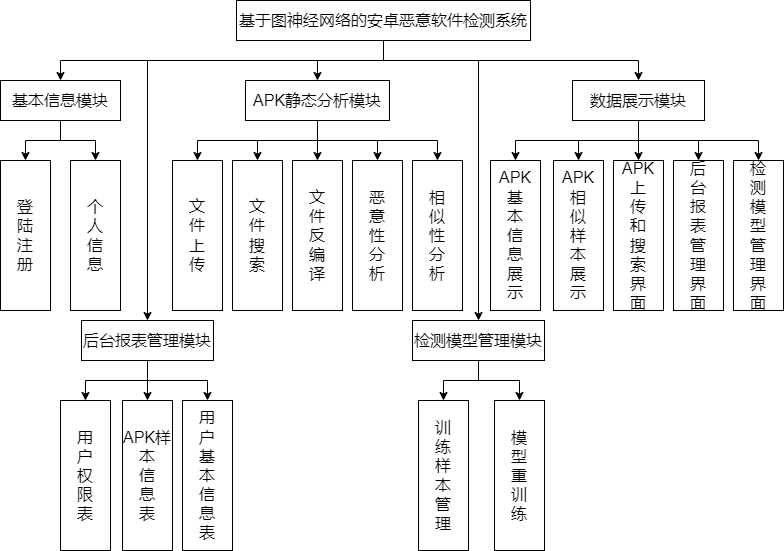 基于图神经网络的安卓恶意软件检测系统
基本信息模块
APK静态分析模块
数据展示模块
登陆注册
个人信息
文件上传
文件搜索
文件反编译
恶意性分析
相似性分析
APK基本信息展示
APK相似样本展示
APK上传和搜索界面
后台报表管理界面
检测模型管理界面
后台报表管理模块
检测模型管理模块
用户权限表
APK样本信息表
用户基本信息表
训练样本管理
模型重训练